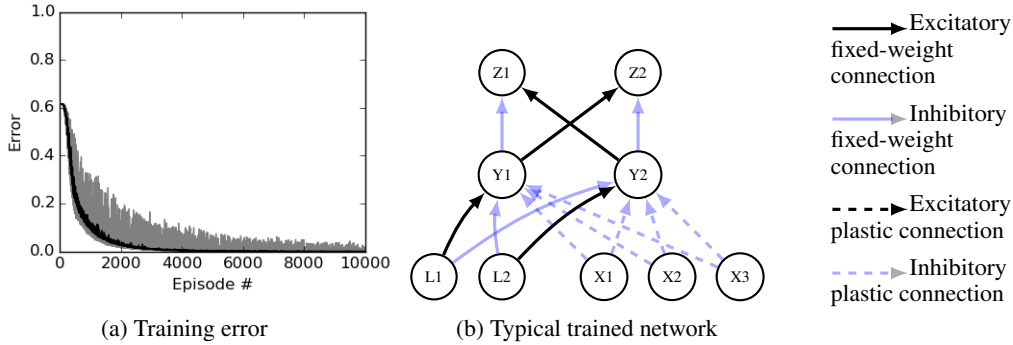 1.0
0.8
0.6
0.4
0.2
0.0
Error
0 2000 4000 6000 8000 10000
Episode #
(a) Training error
Z1 Z2
Y1 Y2
L1 L2 X1 X2 X3
(b) Typical trained network
Excitatory
fixed-weight
connection
Inhibitory
fixed-weight
connection
Excitatory
plastic connection
Inhibitory
plastic connection